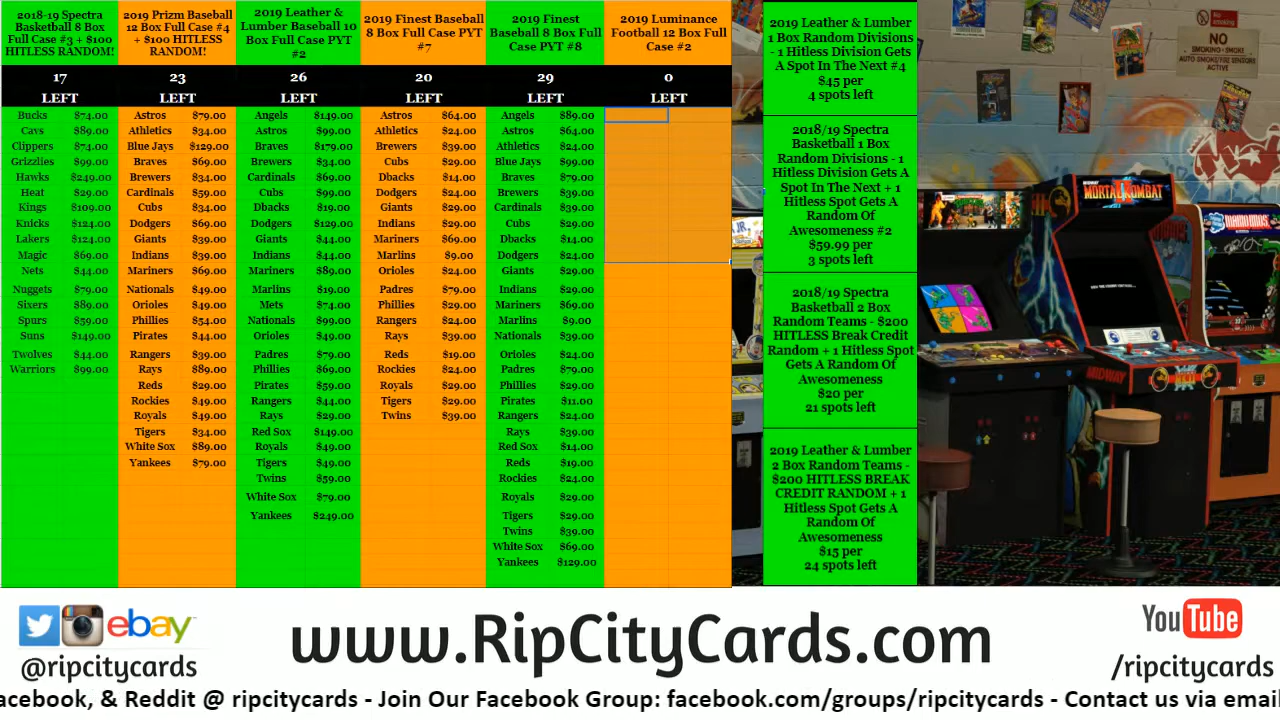 2018-19 Spectra
Basketball 8 Box
Full Case #3 + $100
HITLESS RANDOM!
17
LEFT
Bucks $74.00
Cavs $89.00
Clippers $74.00
Grizzlies $99.00
Hawks $249.00
Heat $29.00
Kings $109.00
Knicks $124.00
Lakers $124.00
Magic $69.00
Nets $44.00
Nuggets $79.00
Sixers $89.00
Spurs $59.00
Suns $149.00
Twolves $44.00
Warriors $99.00
2019 Prizm Baseball
12 Box Full Case #4
+ $100 HITLESS
RANDOM!
23
LEFT
Astros $79.00
Athletics $34.00
Blue Jays $129.00
Braves $69.00
Brewers $34.00
Cardinals $59.00
Cubs $34.00
Dodgers $69.00
Giants $39.00
Indians $39.00
Mariners $69.00
Nationals $49.00
Orioles $49.00
Phillies $54.00
Pirates $44.00
Rangers $39.00
Rays $89.00
Reds $29.00
Rockies $49.00
Royals $49.00
Tigers $34.00
White Sox $89.00
Yankees $79.00
2019 Leather &
Lumber Baseball 10
Box Full Case PYT
#2
26
LEFT
Angels $149.00
Astros $99.00
Braves $179.00
Brewers $34.00
Cardinals $69.00
Cubs $99.00
Dbacks $19.00
Dodgers $129.00
Giants $44.00
Indians $44.00
Mariners $89.00
Marlins $19.00
Mets $74.00
Nationals $99.00
Orioles $49.00
Padres $79.00
Phillies $69.00
Pirates $59.00
Rangers $44.00
Rays $29.00
Red Sox $149.00
Royals $49.00
Tigers $49.00
Twins $59.00
White Sox $79.00
Yankees $249.00
2019 Finest Baseball
8 Box Full Case PYT
#7
20
LEFT
Astros $64.00
Athletics $24.00
Brewers $39.00
Cubs $29.00
Dbacks $14.00
Dodgers $24.00
Giants $29.00
Indians $29.00
Mariners $69.00
Marlins $9.00
Orioles $24.00
Padres $79.00
Phillies $29.00
Rangers $24.00
Rays $39.00
Reds $19.00
Rockies $24.00
Royals $29.00
Tigers $29.00
Twins $39.00
2019 Finest
Baseball 8 Box Full
Case PYT #8
29
LEFT
Angels $89.00
Astros $64.00
Athletics $24.00
Blue Jays $99.00
Braves $79.00
Brewers $39.00
Cardinals $39.00
Cubs $29.00
Dbacks $14.00
Dodgers $24.00
Giants $29.00
Indians $29.00
Mariners $69.00
Marlins $9.00
Nationals $39.00
Orioles $24.00
Padres $79.00
Phillies $29.00
Pirates $11.00
Rangers $24.00
Rays $39.00
Red Sox $14.00
Reds $19.00
Rockies $24.00
Royals $29.00
Tigers $29.00
Twins $39.00
White Sox $69.00
Yankees $129.00
2019 Luminance
Football 12 Box Full
Case #2
0
LEFT
2019 Leather & Lumber
1 Box Random Divisions
- 1 Hitless Division Gets
A Spot In The Next #4
$45 per
4 spots left
2018/19 Spectra
Basketball 1 Box
Random Divisions - 1
Hitless Division Gets A
Spot In The Next + 1
Hitless Spot Gets A
Random Of
Awesomeness #2
$59.99 per
3 spots left
2018/19 Spectra
Basketball 2 Box
Random Teams - $200
HITLESS Break Credit
Random + 1 Hitless Spot
Gets A Random Of
Awesomeness
$20 per
21 spots left
2019 Leather & Lumber
2 Box Random Teams -
$200 HITLESS BREAK
CREDIT RANDOM + 1
Hitless Spot Gets A
Random Of
Awesomeness
$15 per
24 spots left
NO
SMOKING
MORTAL KOMBAT
MARIO BROS.
MIDWAY
JR.
ebay
@ripcitycards
www.RipCityCards.com
YouTube
/ripcitycards
acebook, & Reddit @ ripcitycards - Join Our Facebook Group: facebook.com/groups/ripcitycards - Contact us via email